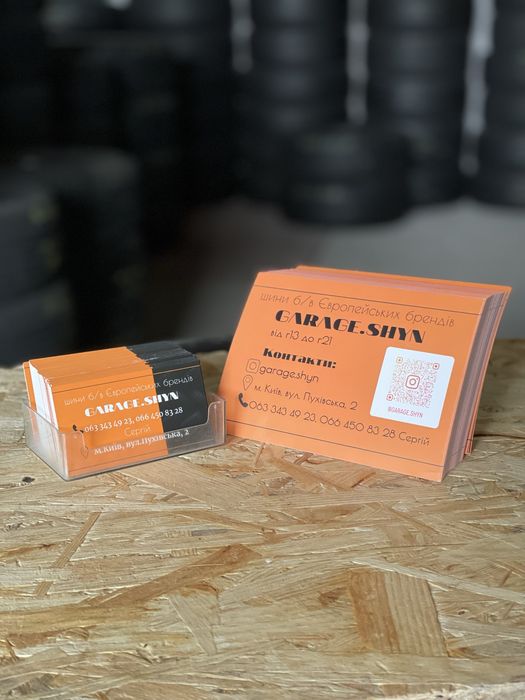 шини б/в Європейських брендів
GARAGE.SHYN
063 343 49 23, 066 450 83 28
Сергій
м.Київ, вул.Пухівська, 2
шини б/в Європейських брендів
GARAGE.SHYN
від r13 до r21
Контакти:
garageshyn
м. Київ, вул. Пухівська, 2
063 343 49 23, 066 450 83 28 Сергій
@GARAGE.SHYN